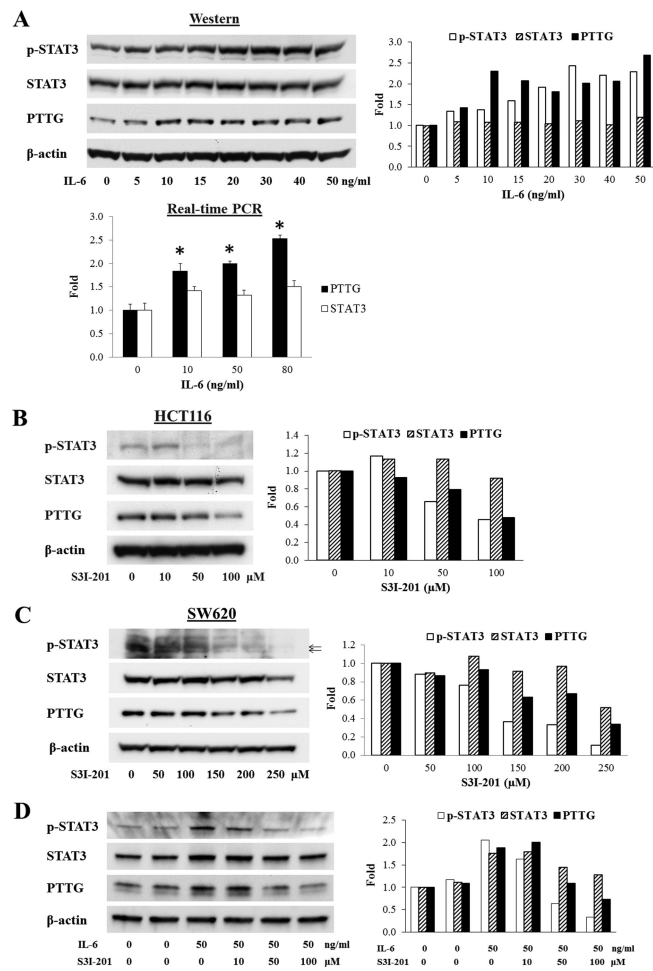 A
Western
p-STAT3
STAT3
PTTG
β-actin
IL-6 0 5 10 15 20 30 40 50 ng/ml
p-STAT3 STAT3 PTTG
Fold
3.0
2.5
2.0
1.5
1.0
0.5
0.0
0 5 10 15 20 30 40 50
IL-6 (ng/ml)
Real-time PCR
Fold
3.0
2.5
2.0
1.5
1.0
0.5
0.0
* * *
PTTG
STAT3
0 10 50 80
IL-6 (ng/ml)
B
HCT116
p-STAT3
STAT3
PTTG
β-actin
S3I-201 0 10 50 100 µM
p-STAT3 STAT3 PTTG
Fold
1.4
1.2
1.0
0.8
0.6
0.4
0.2
0.0
0 10 50 100
S3I-201 (µM)
C
SW620
p-STAT3
STAT3
PTTG
β-actin
S3I-201 0 50 100 150 200 250 µM
p-STAT3 STAT3 PTTG
Fold
1.2
1.0
0.8
0.6
0.4
0.2
0.0
0 50 100 150 200 250
S3I-201 (µM)
D
p-STAT3
STAT3
PTTG
β-actin
IL-6 0 0 50 50 50 50 ng/ml
S3I-201 0 0 0 10 50 100 µM
p-STAT3 STAT3 PTTG
Fold
2.5
2.0
1.5
1.0
0.5
0.0
IL-6 0 0 50 50 50 50 ng/ml
S3I-201 0 0 0 10 50 100 µM